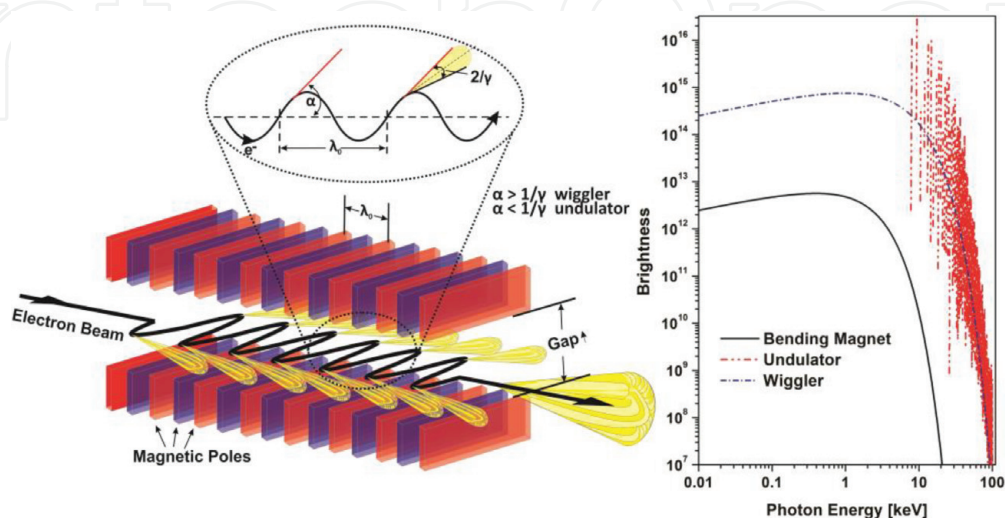 2/γ
α
e-
λ₀
α > 1/γ wiggler
α < 1/γ undulator
λ₀
Electron Beam
Gap
Magnetic Poles
10¹⁶
10¹⁵
10¹⁴
10¹³
10¹²
10¹¹
10¹⁰
10⁹
10⁸
10⁷
Brightness
Bending Magnet
Undulator
Wiggler
0.01 0.1 1 10 100
Photon Energy [keV]